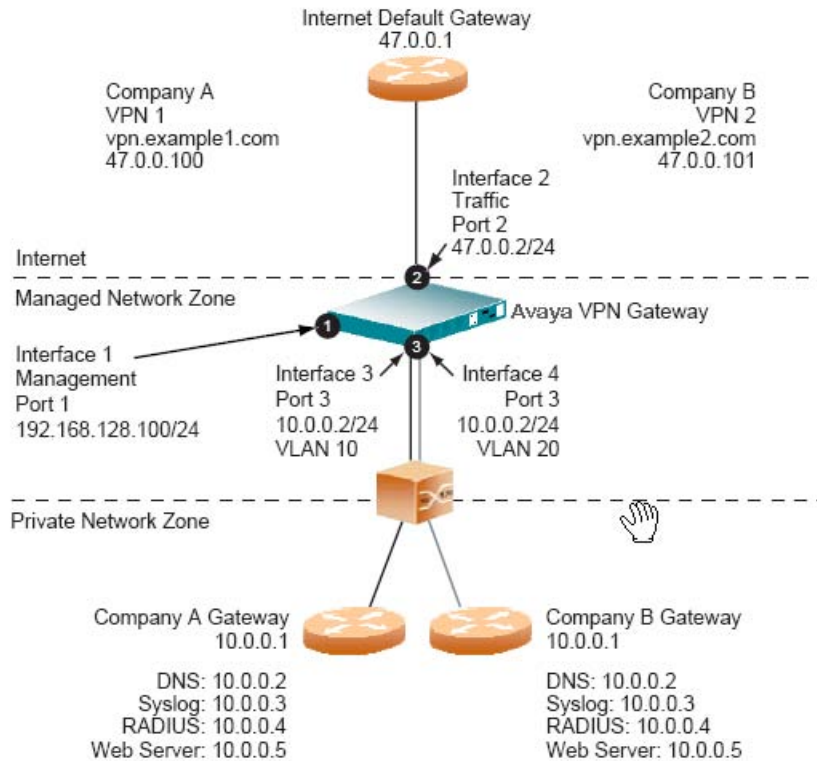 Internet Default Gateway
47.0.0.1
Company A
VPN 1
vpn.example1.com
47.0.0.100
Company B
VPN 2
vpn.example2.com
47.0.0.101
Interface 2
Traffic
Port 2
47.0.0.2/24
Internet
2
Managed Network Zone
Avaya VPN Gateway
1
3
Interface 1
Management
Port 1
192.168.128.100/24
Interface 3
Port 3
10.0.0.2/24
VLAN 10
Interface 4
Port 3
10.0.0.2/24
VLAN 20
Private Network Zone
Company A Gateway
10.0.0.1
DNS: 10.0.0.2
Syslog: 10.0.0.3
RADIUS: 10.0.0.4
Web Server: 10.0.0.5
Company B Gateway
10.0.0.1
DNS: 10.0.0.2
Syslog: 10.0.0.3
RADIUS: 10.0.0.4
Web Server: 10.0.0.5